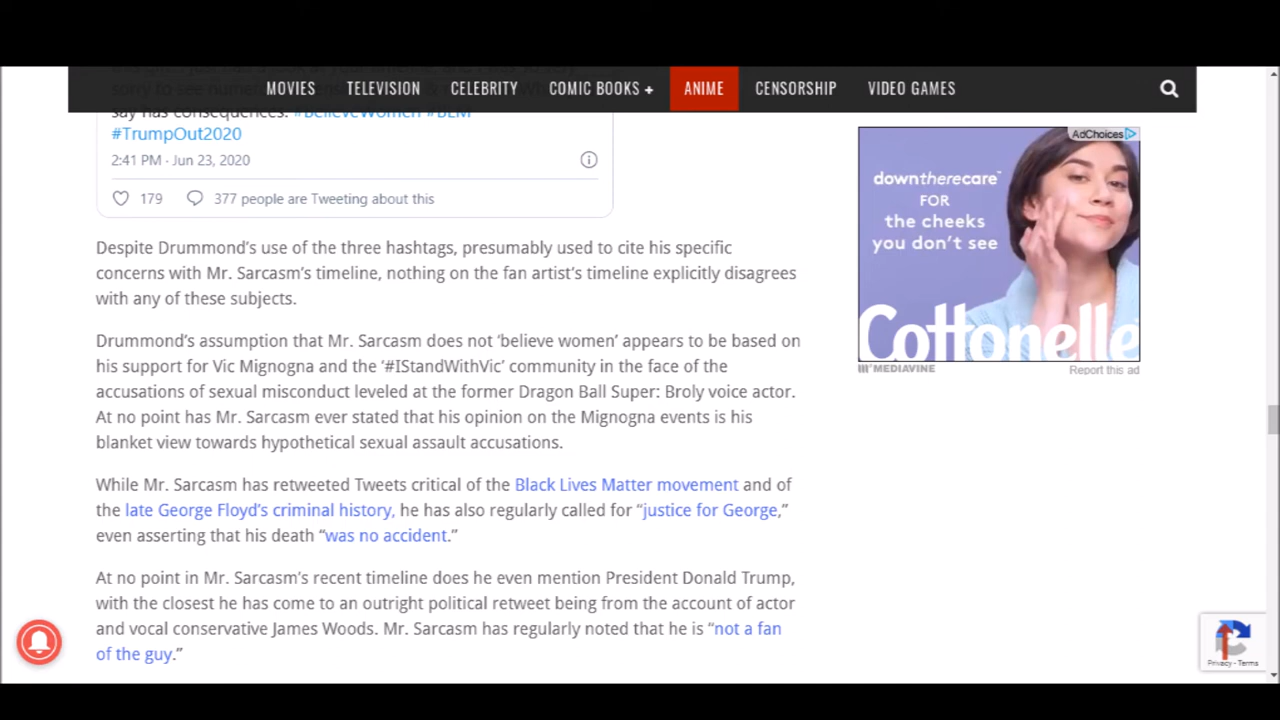 MOVIES TELEVISION CELEBRITY COMIC BOOKS + ANIME CENSORSHIP VIDEO GAMES
say has consequences. #BelieveWomen #BLM
#TrumpOut2020
2:41 PM · Jun 23, 2020
179 377 people are Tweeting about this
Despite Drummond's use of the three hashtags, presumably used to cite his specific
concerns with Mr. Sarcasm's timeline, nothing on the fan artist's timeline explicitly disagrees
with any of these subjects.
Drummond's assumption that Mr. Sarcasm does not 'believe women' appears to be based on
his support for Vic Mignogna and the '#IStandWithVic' community in the face of the
accusations of sexual misconduct leveled at the former Dragon Ball Super: Broly voice actor.
At no point has Mr. Sarcasm ever stated that his opinion on the Mignogna events is his
blanket view towards hypothetical sexual assault accusations.
While Mr. Sarcasm has retweeted Tweets critical of the Black Lives Matter movement and of
the late George Floyd's criminal history, he has also regularly called for "justice for George,"
even asserting that his death "was no accident."
At no point in Mr. Sarcasm's recent timeline does he even mention President Donald Trump,
with the closest he has come to an outright political retweet being from the account of actor
and vocal conservative James Woods. Mr. Sarcasm has regularly noted that he is "not a fan
of the guy."
AdChoices
downtherecare™
FOR
the cheeks
you don't see
Cottonelle
MEDIAVINE Report this ad
Privacy - Terms